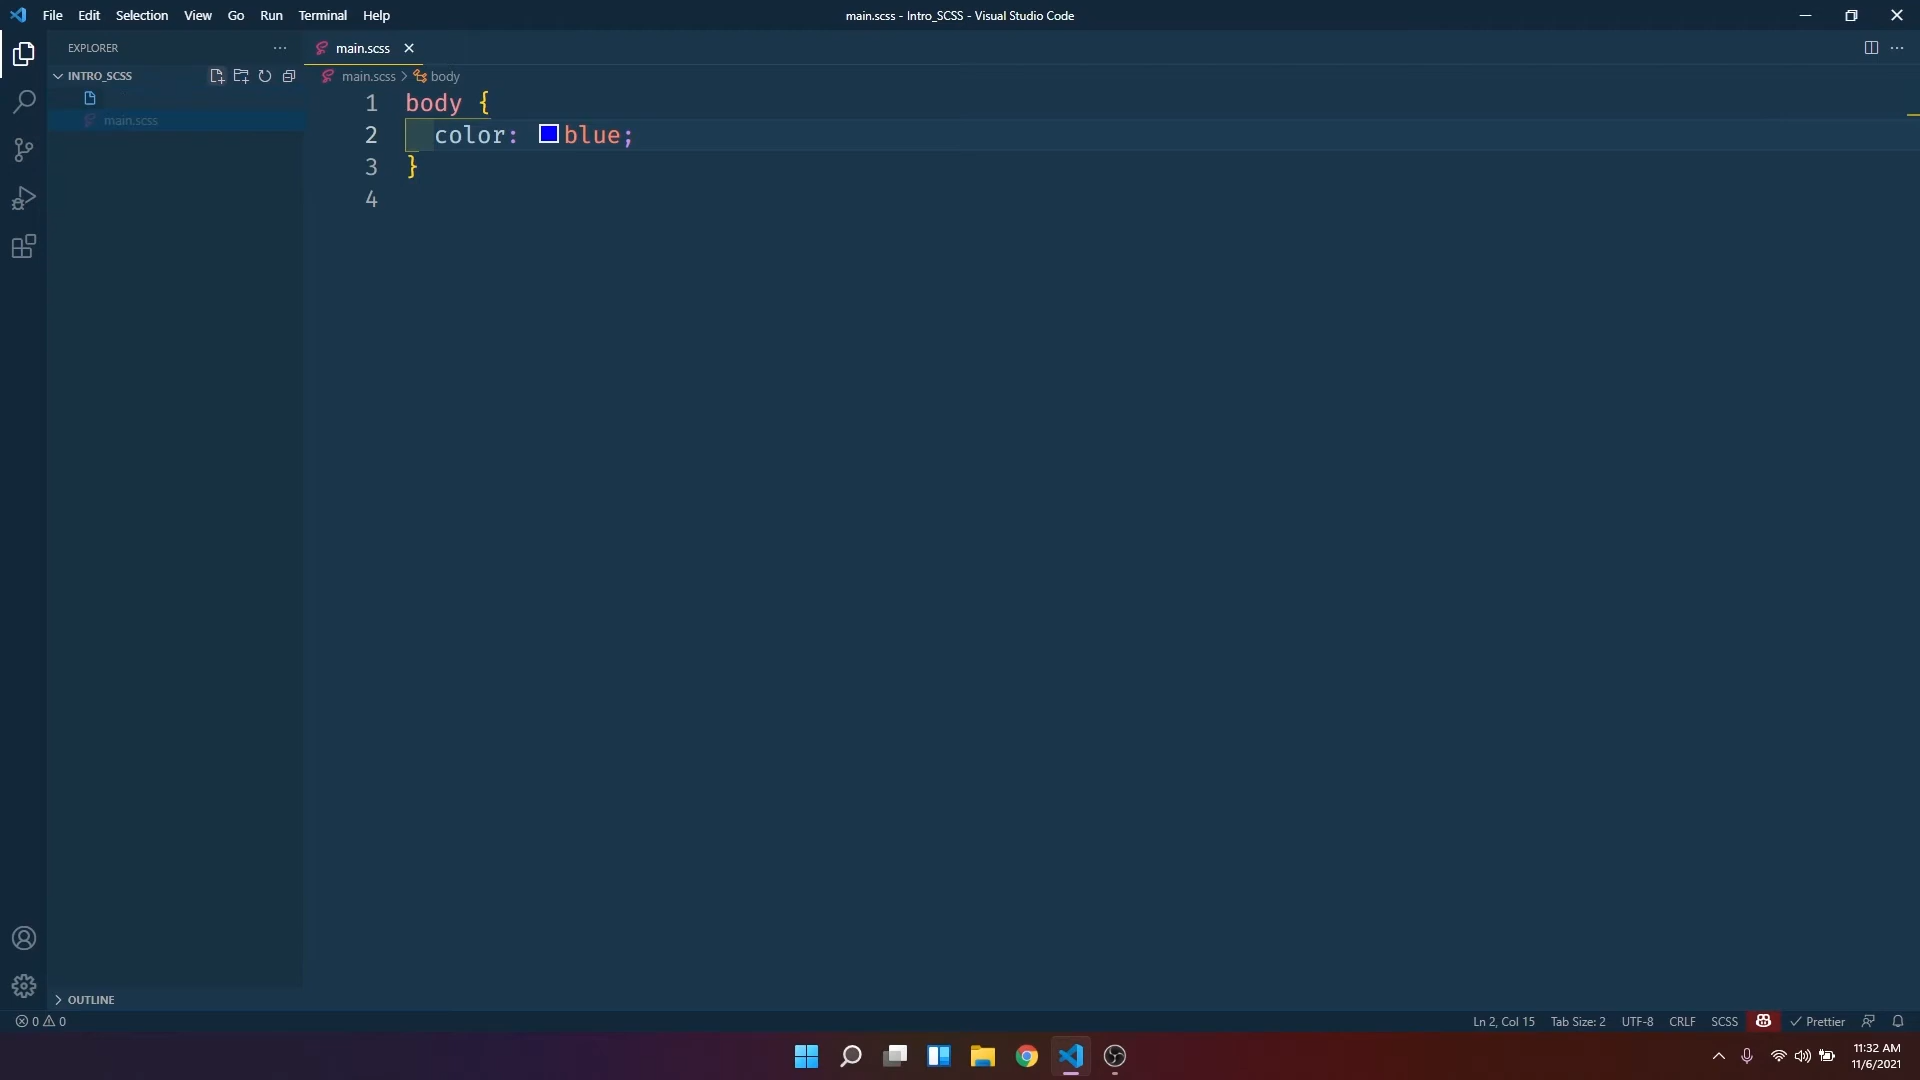 File Edit Selection View Go Run Terminal Help
main.scss - Intro_SCSS - Visual Studio Code
EXPLORER
main.scss
INTRO_SCSS
main.scss > body
main.scss
1 body {
2 color: blue;
3 }
4
OUTLINE
0 0
Ln 2, Col 15 Tab Size: 2 UTF-8 CRLF SCSS Prettier
11:32 AM
11/6/2021